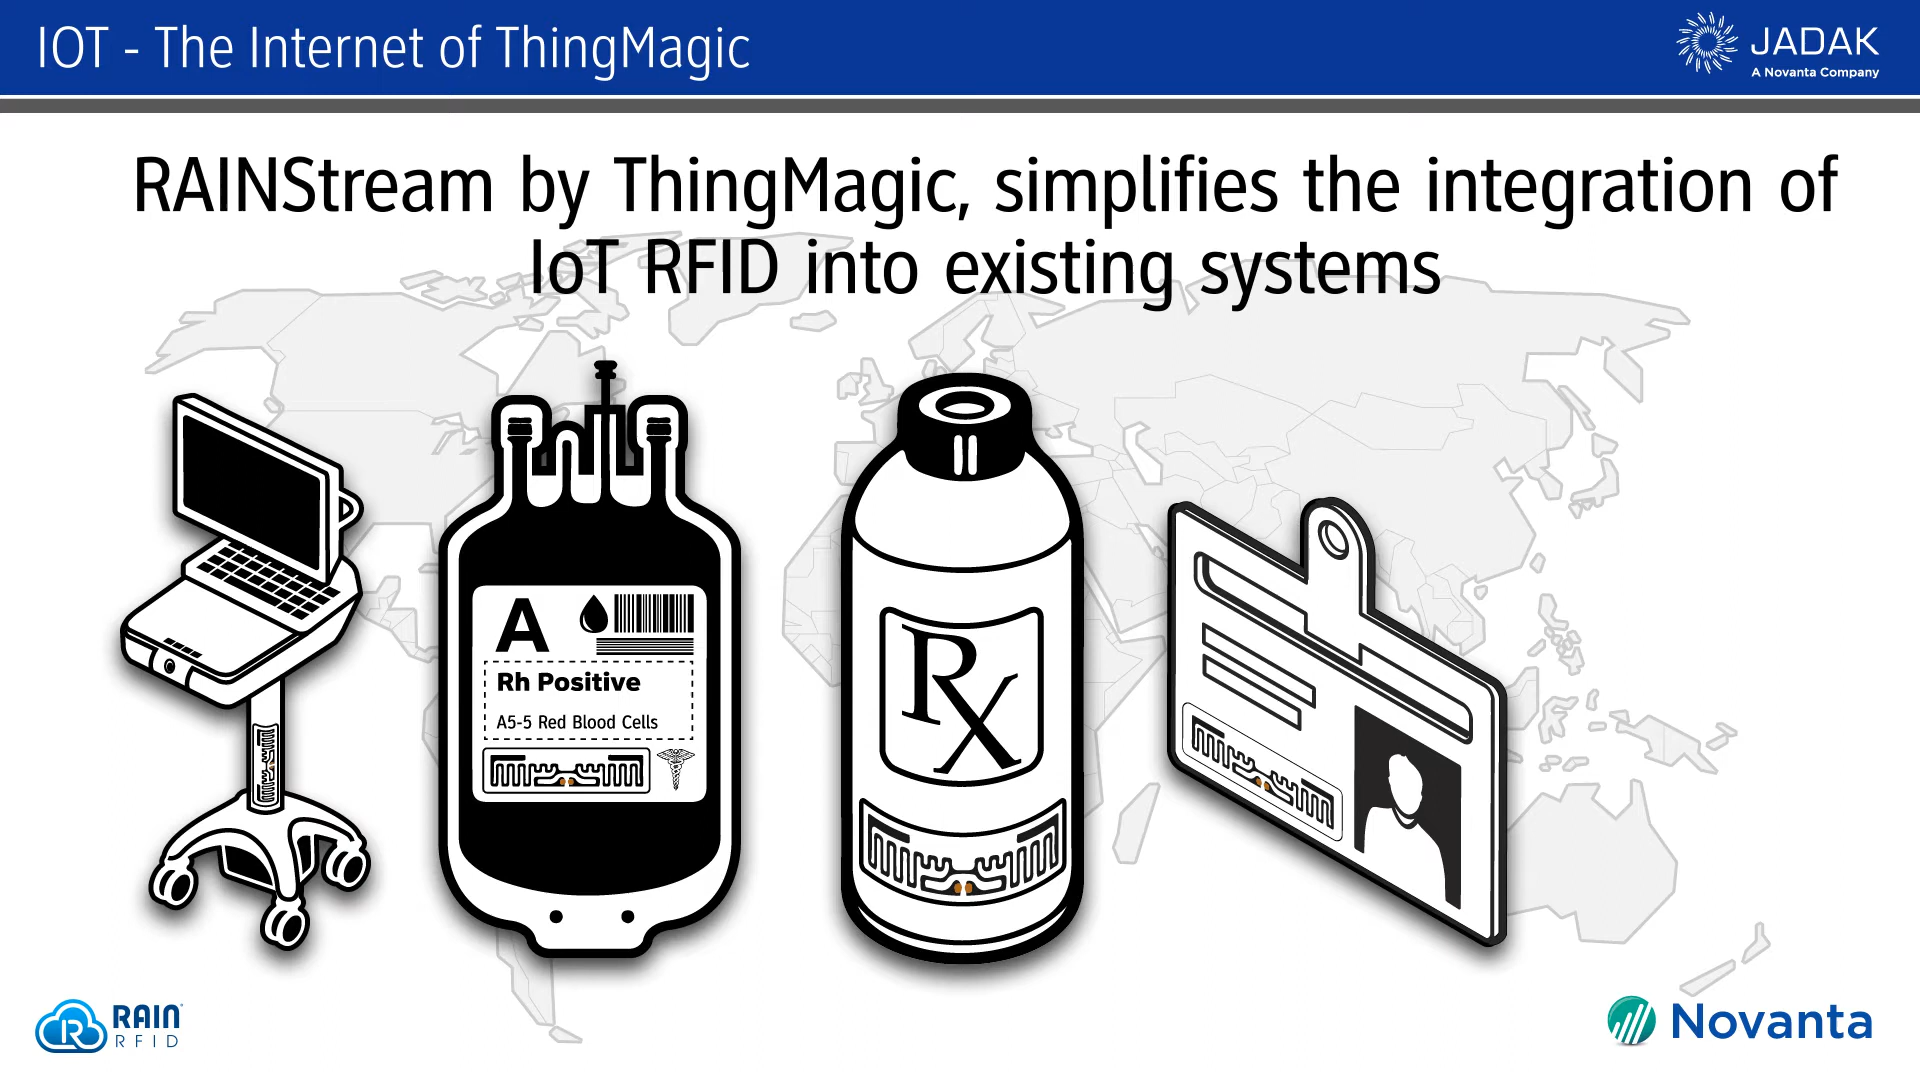 IOT - The Internet of ThingMagic
JADAK
A Novanta Company
RAINStream by ThingMagic, simplifies the integration of
IoT RFID into existing systems
A
Rh Positive
A5-5 Red Blood Cells
RX
R
RAIN
RFID
Novanta